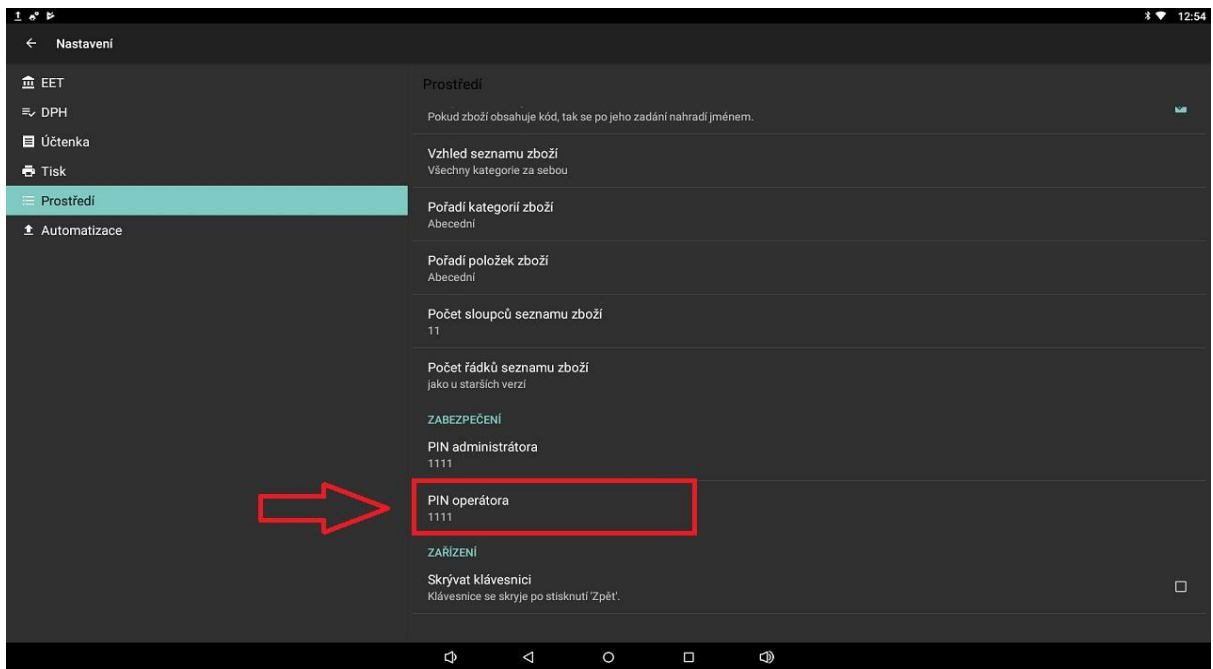 12:54
Nastavení
EET
DPH
Účtenka
Tisk
Prostředí
Automatizace
Prostředí
Pokud zboží obsahuje kód, tak se po jeho zadání nahradí jménem.
Vzhled seznamu zboží
Všechny kategorie za sebou
Pořadí kategorií zboží
Abecední
Pořadí položek zboží
Abecední
Počet sloupců seznamu zboží
11
Počet řádků seznamu zboží
jako u starších verzí
ZABEZPEČENÍ
PIN administrátora
1111
PIN operátora
1111
ZAŘÍZENÍ
Skrývat klávesnici
Klávesnice se skryje po stisknutí 'Zpět'.